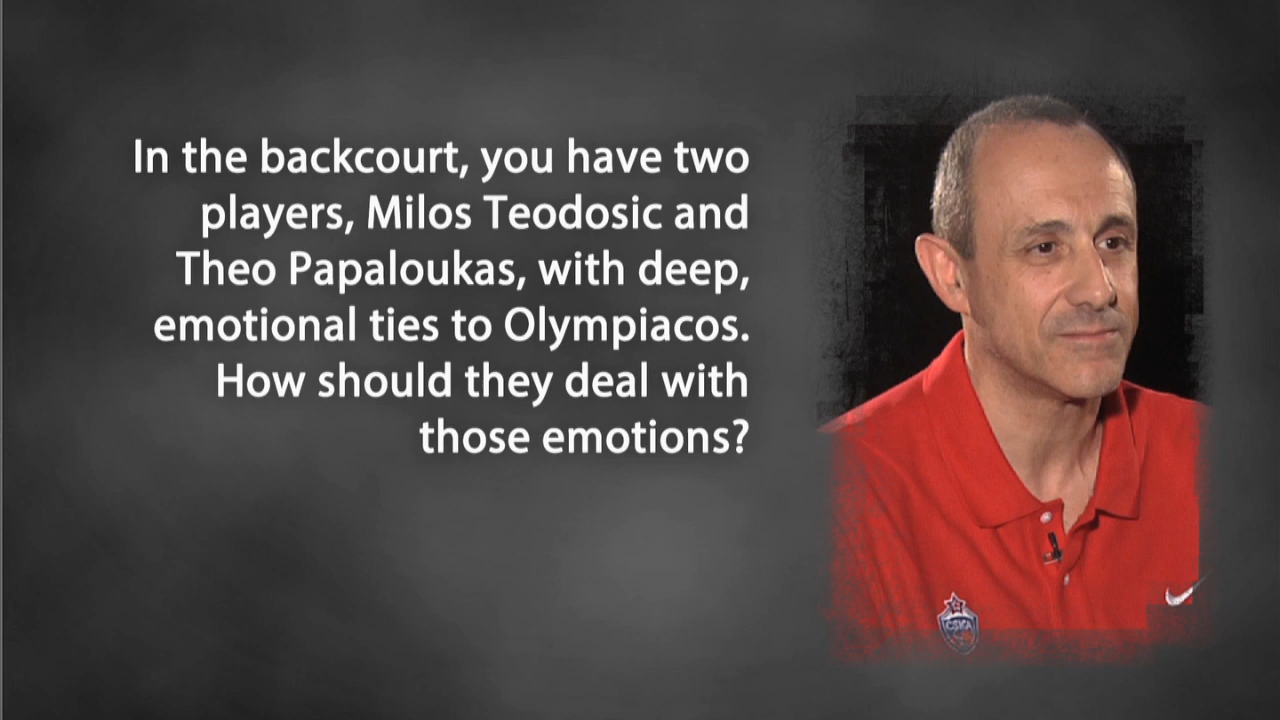 In the backcourt, you have two
players, Milos Teodosic and
Theo Papaloukas, with deep,
emotional ties to Olympiacos.
How should they deal with
those emotions?
CSKA